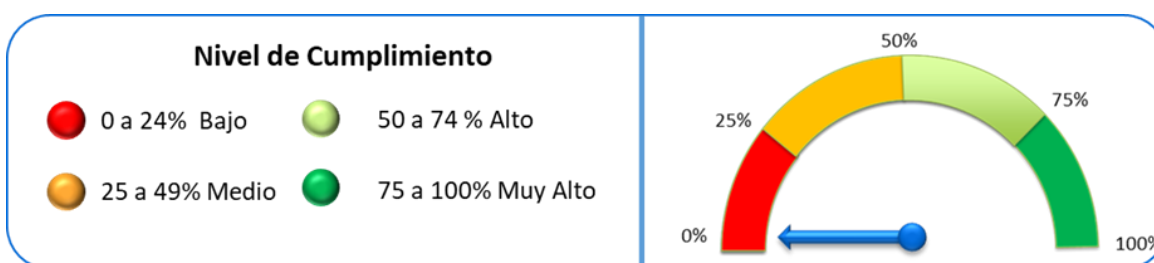 Nivel de Cumplimiento
0 a 24% Bajo
50 a 74 % Alto
25 a 49% Medio
75 a 100% Muy Alto
0%
25%
50%
75%
100%